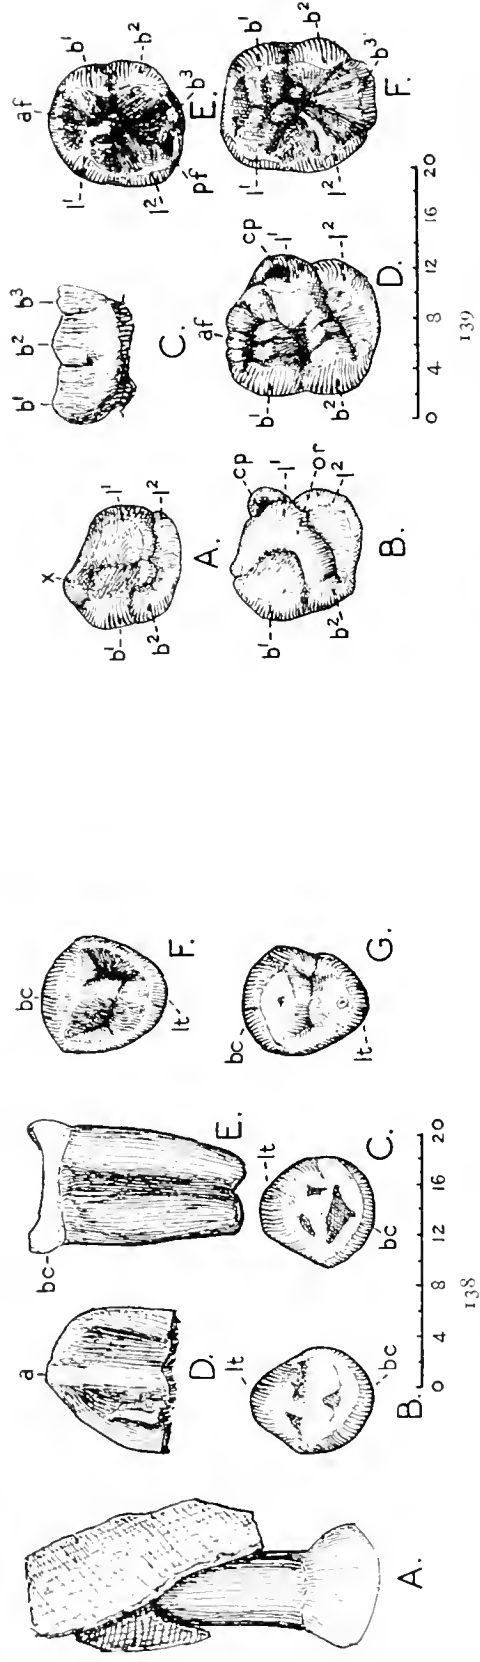 a
bc
bc
A.
D.
E.
F.
lt
lt
bc
B.
lt
bc
C.
bc
lt
G.
0 4 8 12 16 20
138
x
b¹
l¹
b²
l²
A.
b¹
b²
b³
C.
af
l¹
b¹
l²
b²
b³
pf
E.
b¹
cp
l¹
or
b²
l²
B.
af
b¹
cp
l¹
b²
l²
D.
l¹
b¹
l²
b²
b³
F.
0 4 8 12 16 20
139